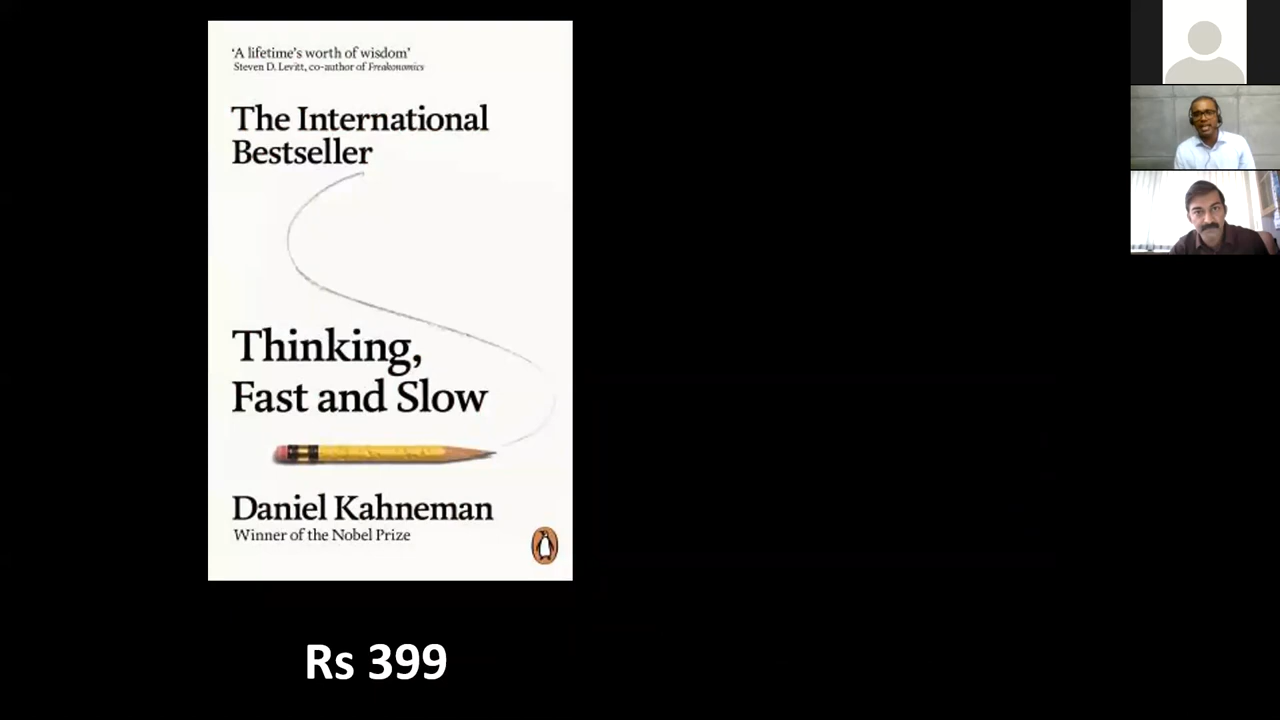 ‘A lifetime’s worth of wisdom’
Steven D. Levitt, co-author of Freakonomics
The International
Bestseller
Thinking,
Fast and Slow
Daniel Kahneman
Winner of the Nobel Prize
Rs 399